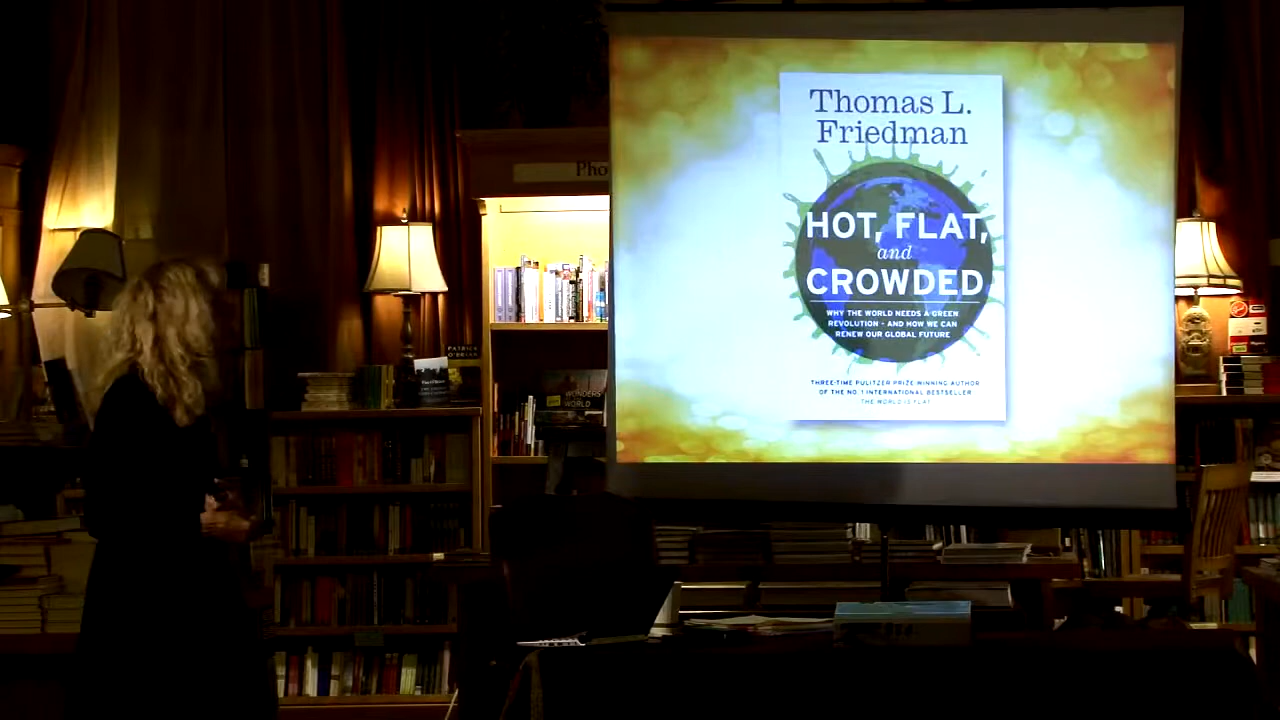 Thomas L.
Friedman
HOT, FLAT,
and
CROWDED
WHY THE WORLD NEEDS A GREEN
REVOLUTION - AND HOW WE CAN
RENEW OUR GLOBAL FUTURE
THREE-TIME PULITZER PRIZE-WINNING AUTHOR
OF THE NO. 1 INTERNATIONAL BESTSELLER
THE WORLD IS FLAT
Pho
PATRICK
O'BRIAN
WONDERS
WORLD